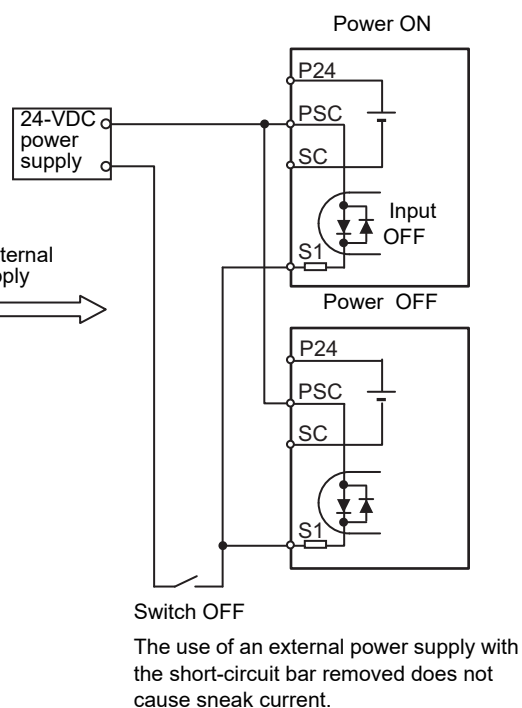 Power ON
P24
PSC
SC
24-VDC
power
supply
Input
OFF
S1
Power OFF
P24
PSC
SC
S1
Switch OFF
The use of an external power supply with
the short-circuit bar removed does not
cause sneak current.